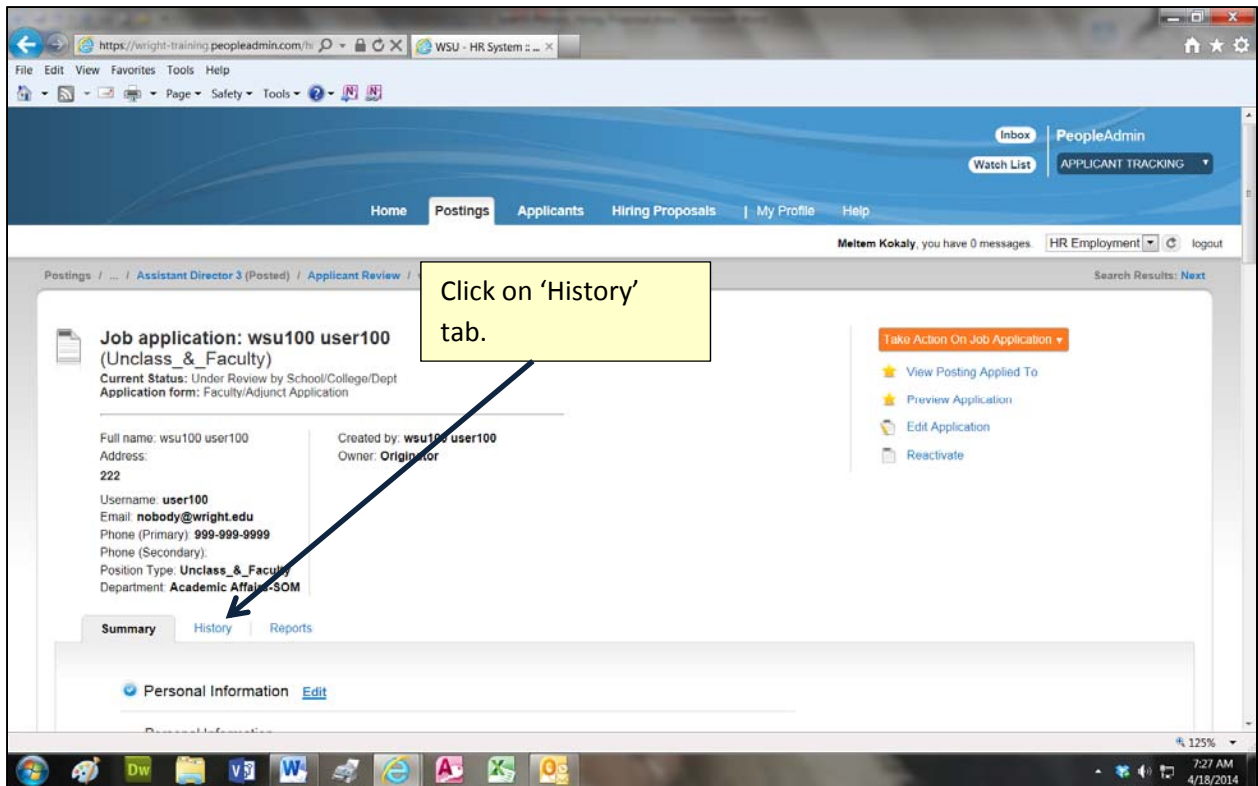 https://wright-training.peopleadmin.com/h
WSU - HR System :: ...
File Edit View Favorites Tools Help
Page Safety Tools
Inbox PeopleAdmin
Watch List APPLICANT TRACKING
Home Postings Applicants Hiring Proposals | My Profile Help
Meltem Kokaly, you have 0 messages. HR Employment logout
Postings / ... / Assistant Director 3 (Posted) / Applicant Review /
Search Results: Next
Click on ‘History’
tab.
Job application: wsu100 user100
(Unclass_&_Faculty)
Current Status: Under Review by School/College/Dept
Application form: Faculty/Adjunct Application
Take Action On Job Application
View Posting Applied To
Preview Application
Edit Application
Reactivate
Full name: wsu100 user100
Address:
222
Username: user100
Email: nobody@wright.edu
Phone (Primary): 999-999-9999
Phone (Secondary):
Position Type: Unclass_&_Faculty
Department: Academic Affairs-SOM
Created by: wsu100 user100
Owner: Originator
Summary History Reports
Personal Information Edit
125%
Dw
7:27 AM
4/18/2014